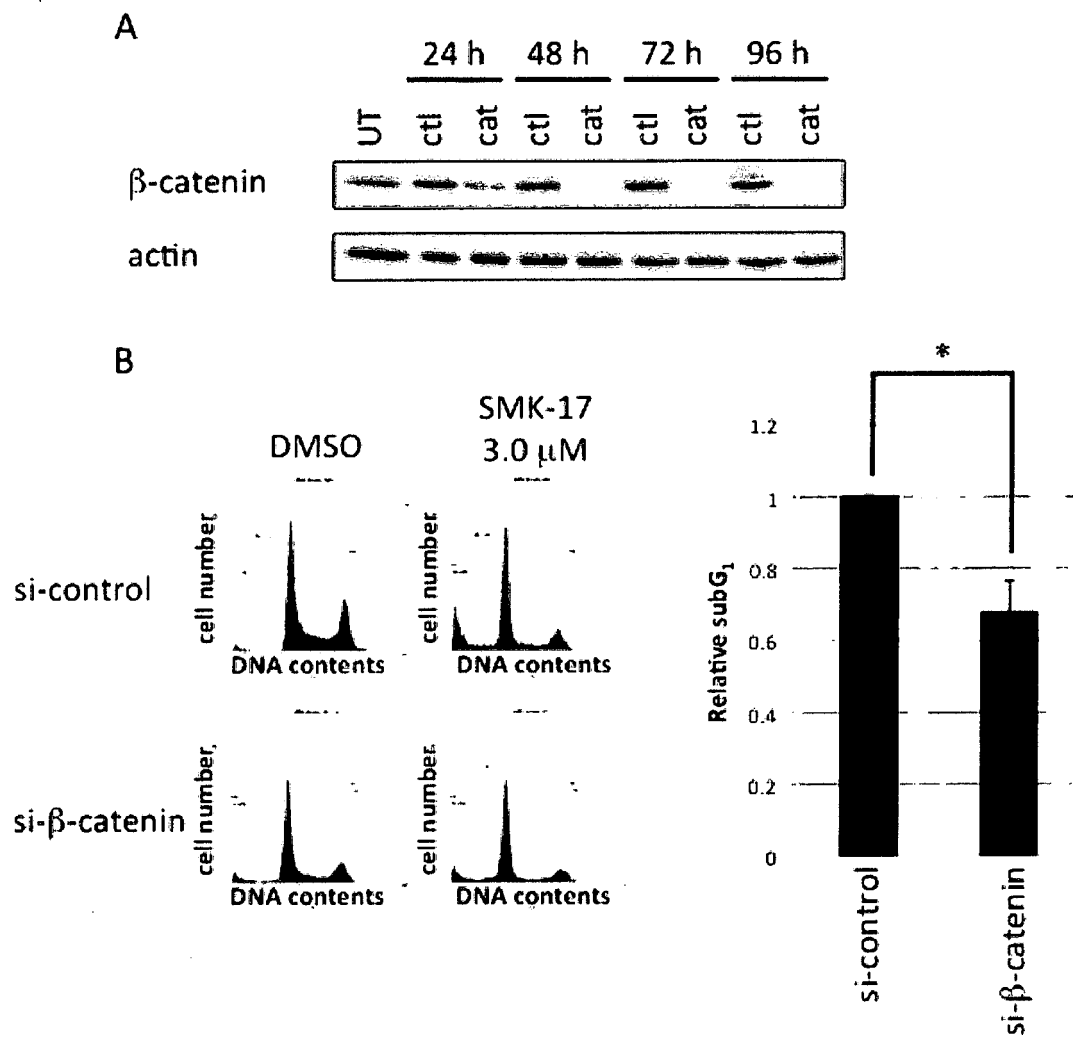 A
24 h 48 h 72 h 96 h
UT ctl cat ctl cat ctl cat ctl cat
β-catenin
actin
B
DMSO
SMK-17
3.0 μM
si-control
cell number
DNA contents
cell number
DNA contents
si-β-catenin
cell number
DNA contents
cell number
DNA contents
*
Relative subG1
1.2
1
0.8
0.6
0.4
0.2
0
si-control
si-β-catenin